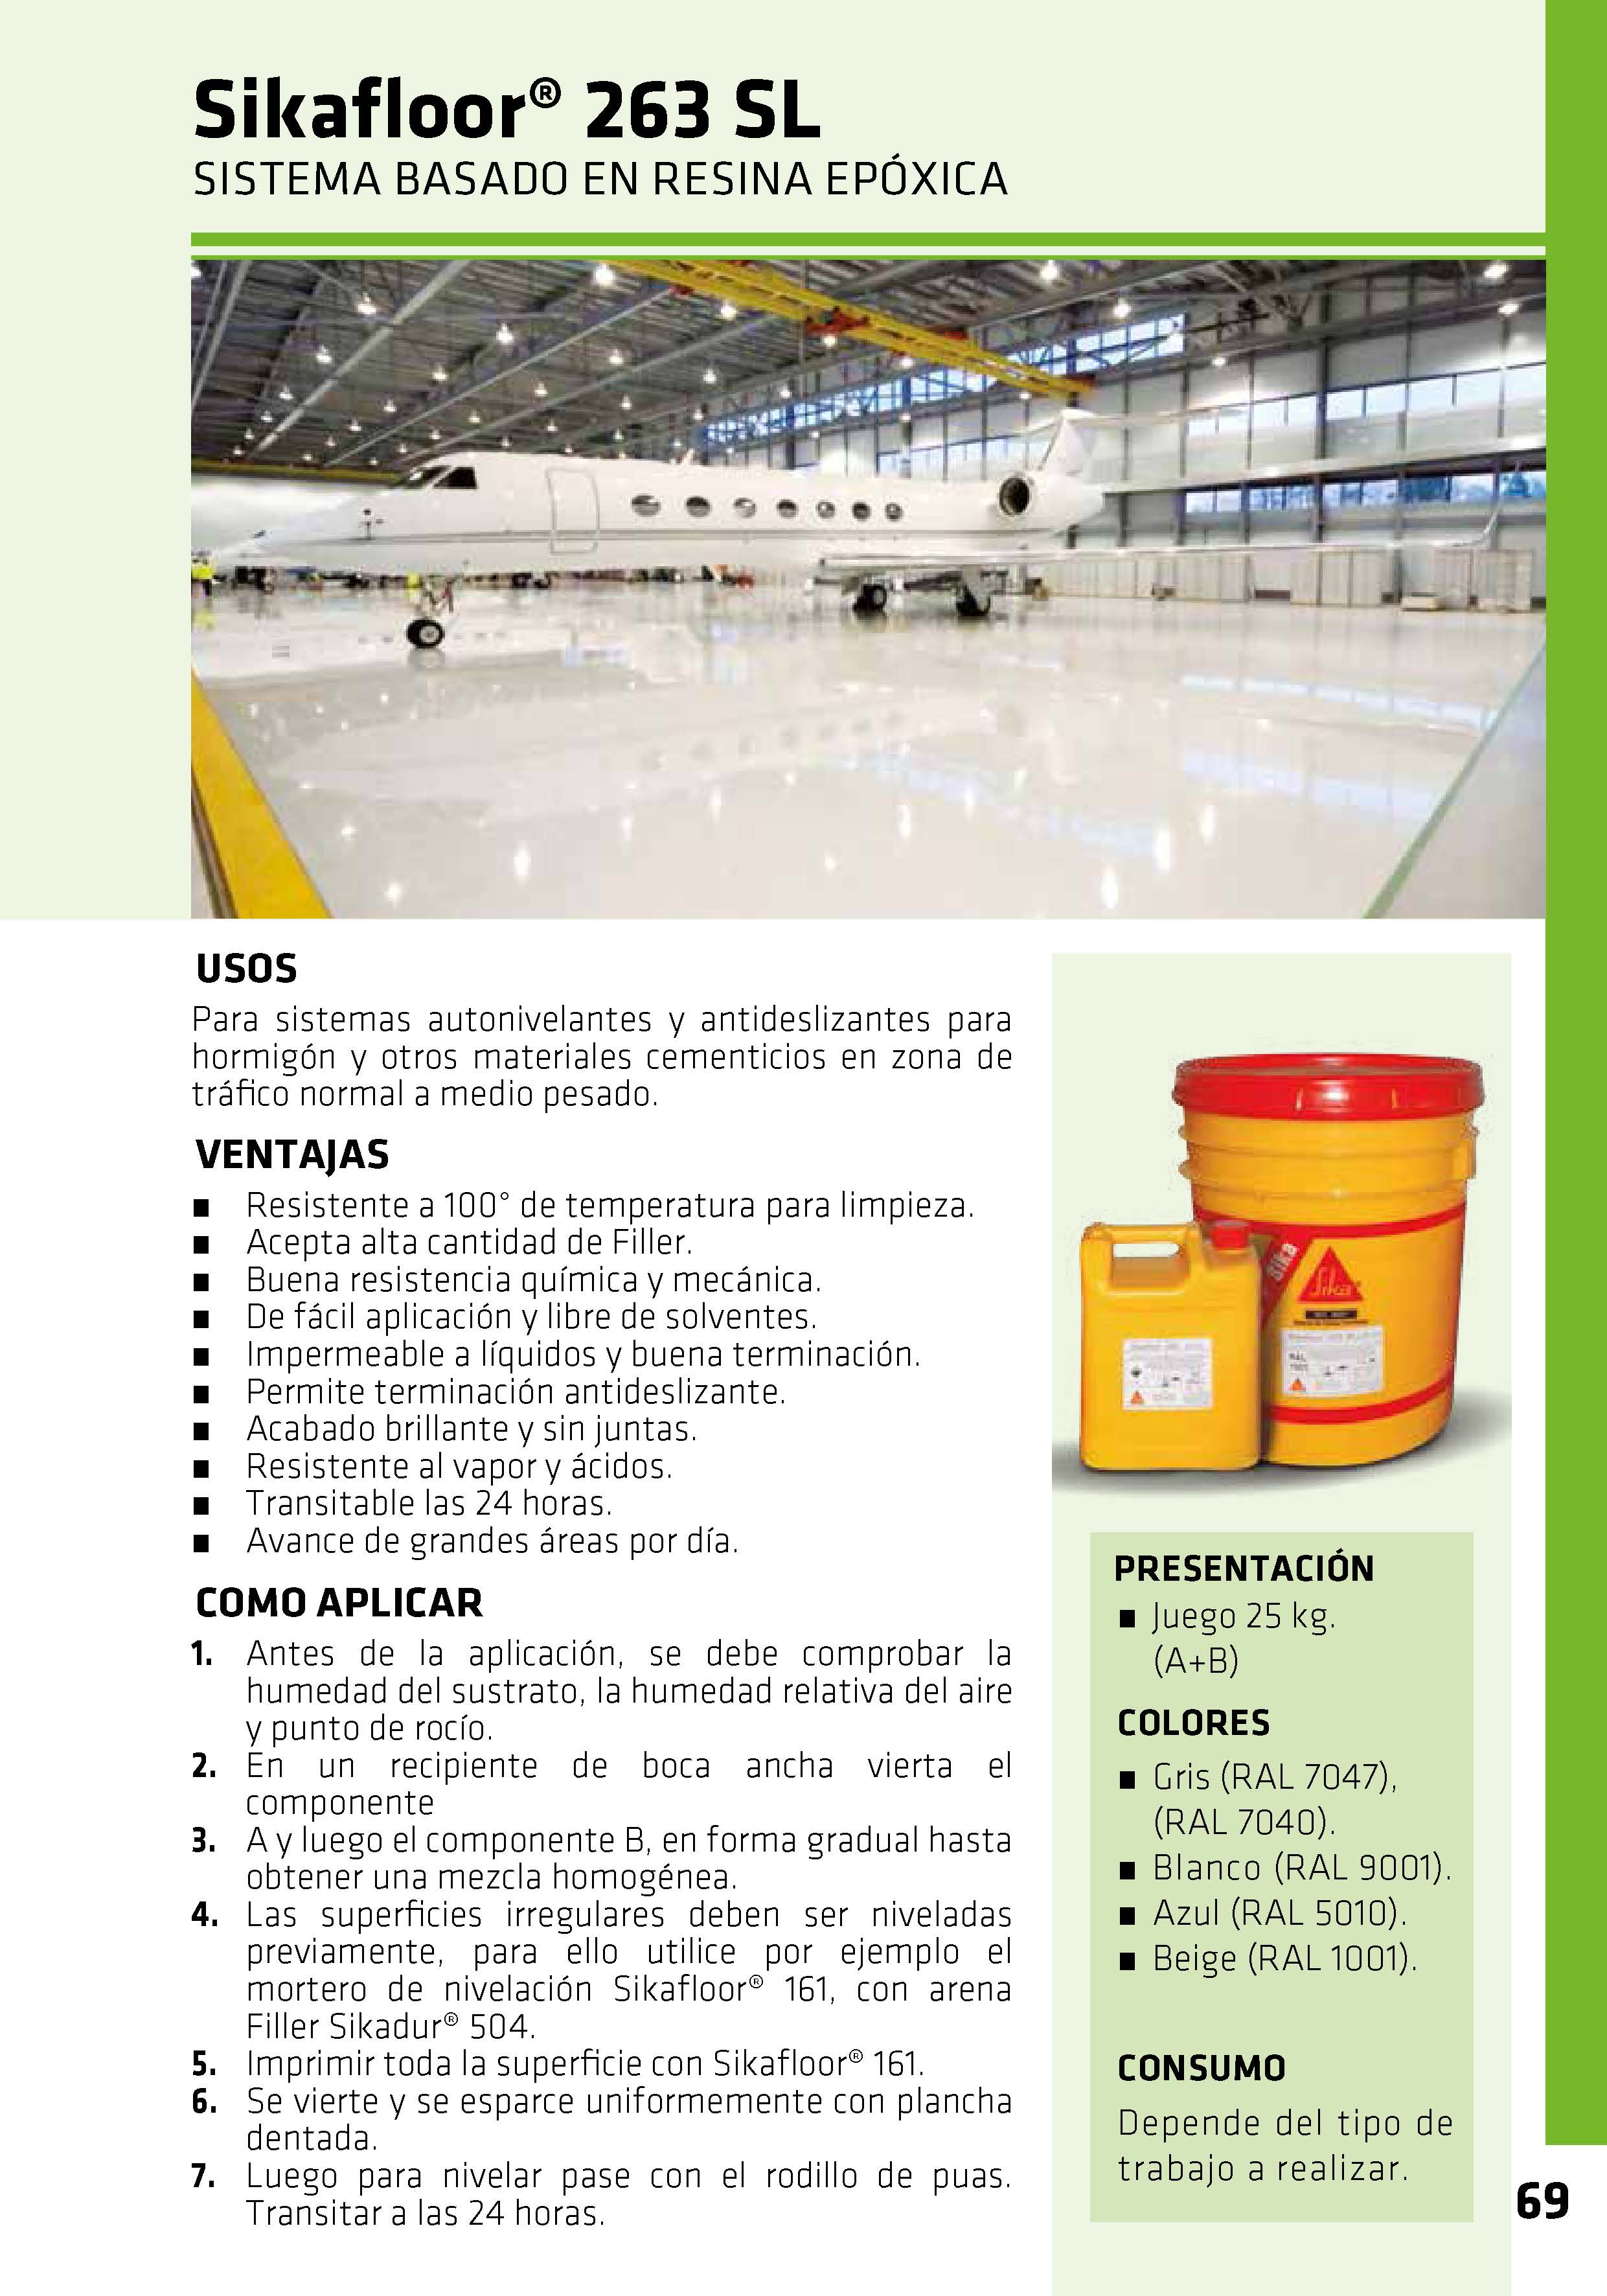 Sikafloor® 263 SL
SISTEMA BASADO EN RESINA EPÓXICA
USOS
Para sistemas autonivelantes y antideslizantes para
hormigón y otros materiales cementicios en zona de
tráfico normal a medio pesado.
VENTAJAS
■ Resistente a 100° de temperatura para limpieza.
■ Acepta alta cantidad de Filler.
■ Buena resistencia química y mecánica.
■ De fácil aplicación y libre de solventes.
■ Impermeable a líquidos y buena terminación.
■ Permite terminación antideslizante.
■ Acabado brillante y sin juntas.
■ Resistente al vapor y ácidos.
■ Transitable las 24 horas.
■ Avance de grandes áreas por día.
COMO APLICAR
1. Antes de la aplicación, se debe comprobar la
humedad del sustrato, la humedad relativa del aire
y punto de rocío.
2. En un recipiente de boca ancha vierta el
componente
3. A y luego el componente B, en forma gradual hasta
obtener una mezcla homogénea.
4. Las superficies irregulares deben ser niveladas
previamente, para ello utilice por ejemplo el
mortero de nivelación Sikafloor® 161, con arena
Filler Sikadur® 504.
5. Imprimir toda la superficie con Sikafloor® 161.
6. Se vierte y se esparce uniformemente con plancha
dentada.
7. Luego para nivelar pase con el rodillo de puas.
Transitar a las 24 horas.
Sika
Sika
RAL
PRESENTACIÓN
■ Juego 25 kg.
(A+B)
COLORES
■ Gris (RAL 7047),
(RAL 7040).
■ Blanco (RAL 9001).
■ Azul (RAL 5010).
■ Beige (RAL 1001).
CONSUMO
Depende del tipo de
trabajo a realizar.
69